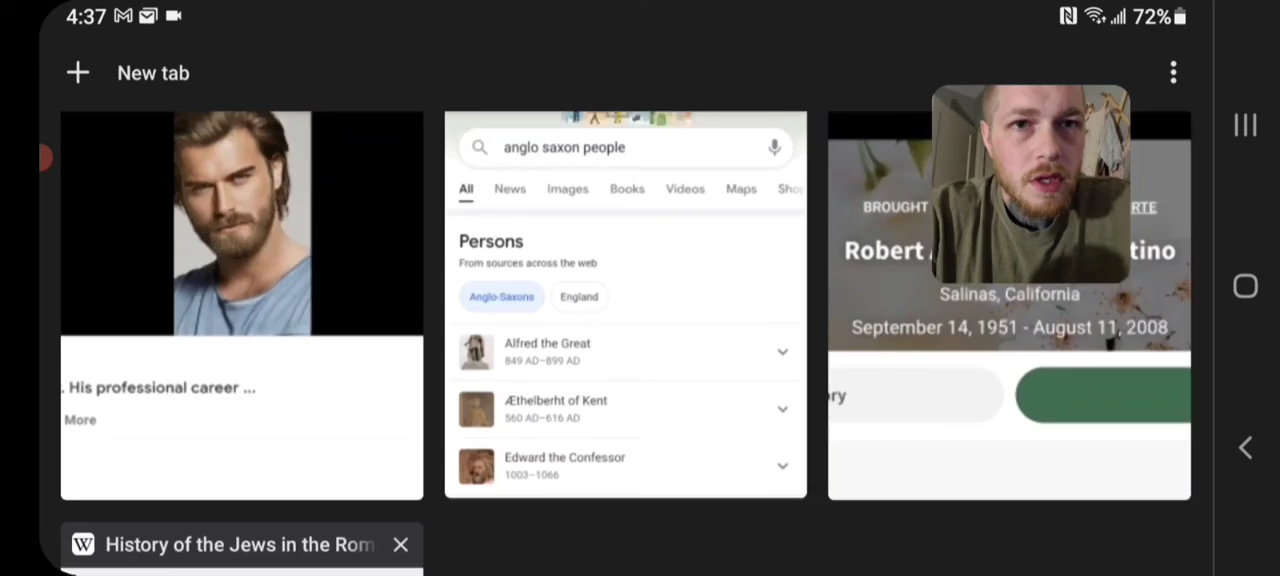 4:37
72%
New tab
. His professional career ...
More
anglo saxon people
All News Images Books Videos Maps Sho
Persons
From sources across the web
Anglo-Saxons England
Alfred the Great
849 AD–899 AD
Æthelberht of Kent
560 AD–616 AD
Edward the Confessor
1003–1066
BROUGHT RTE
Robert tino
Salinas, California
September 14, 1951 - August 11, 2008
ory
W History of the Jews in the Rom